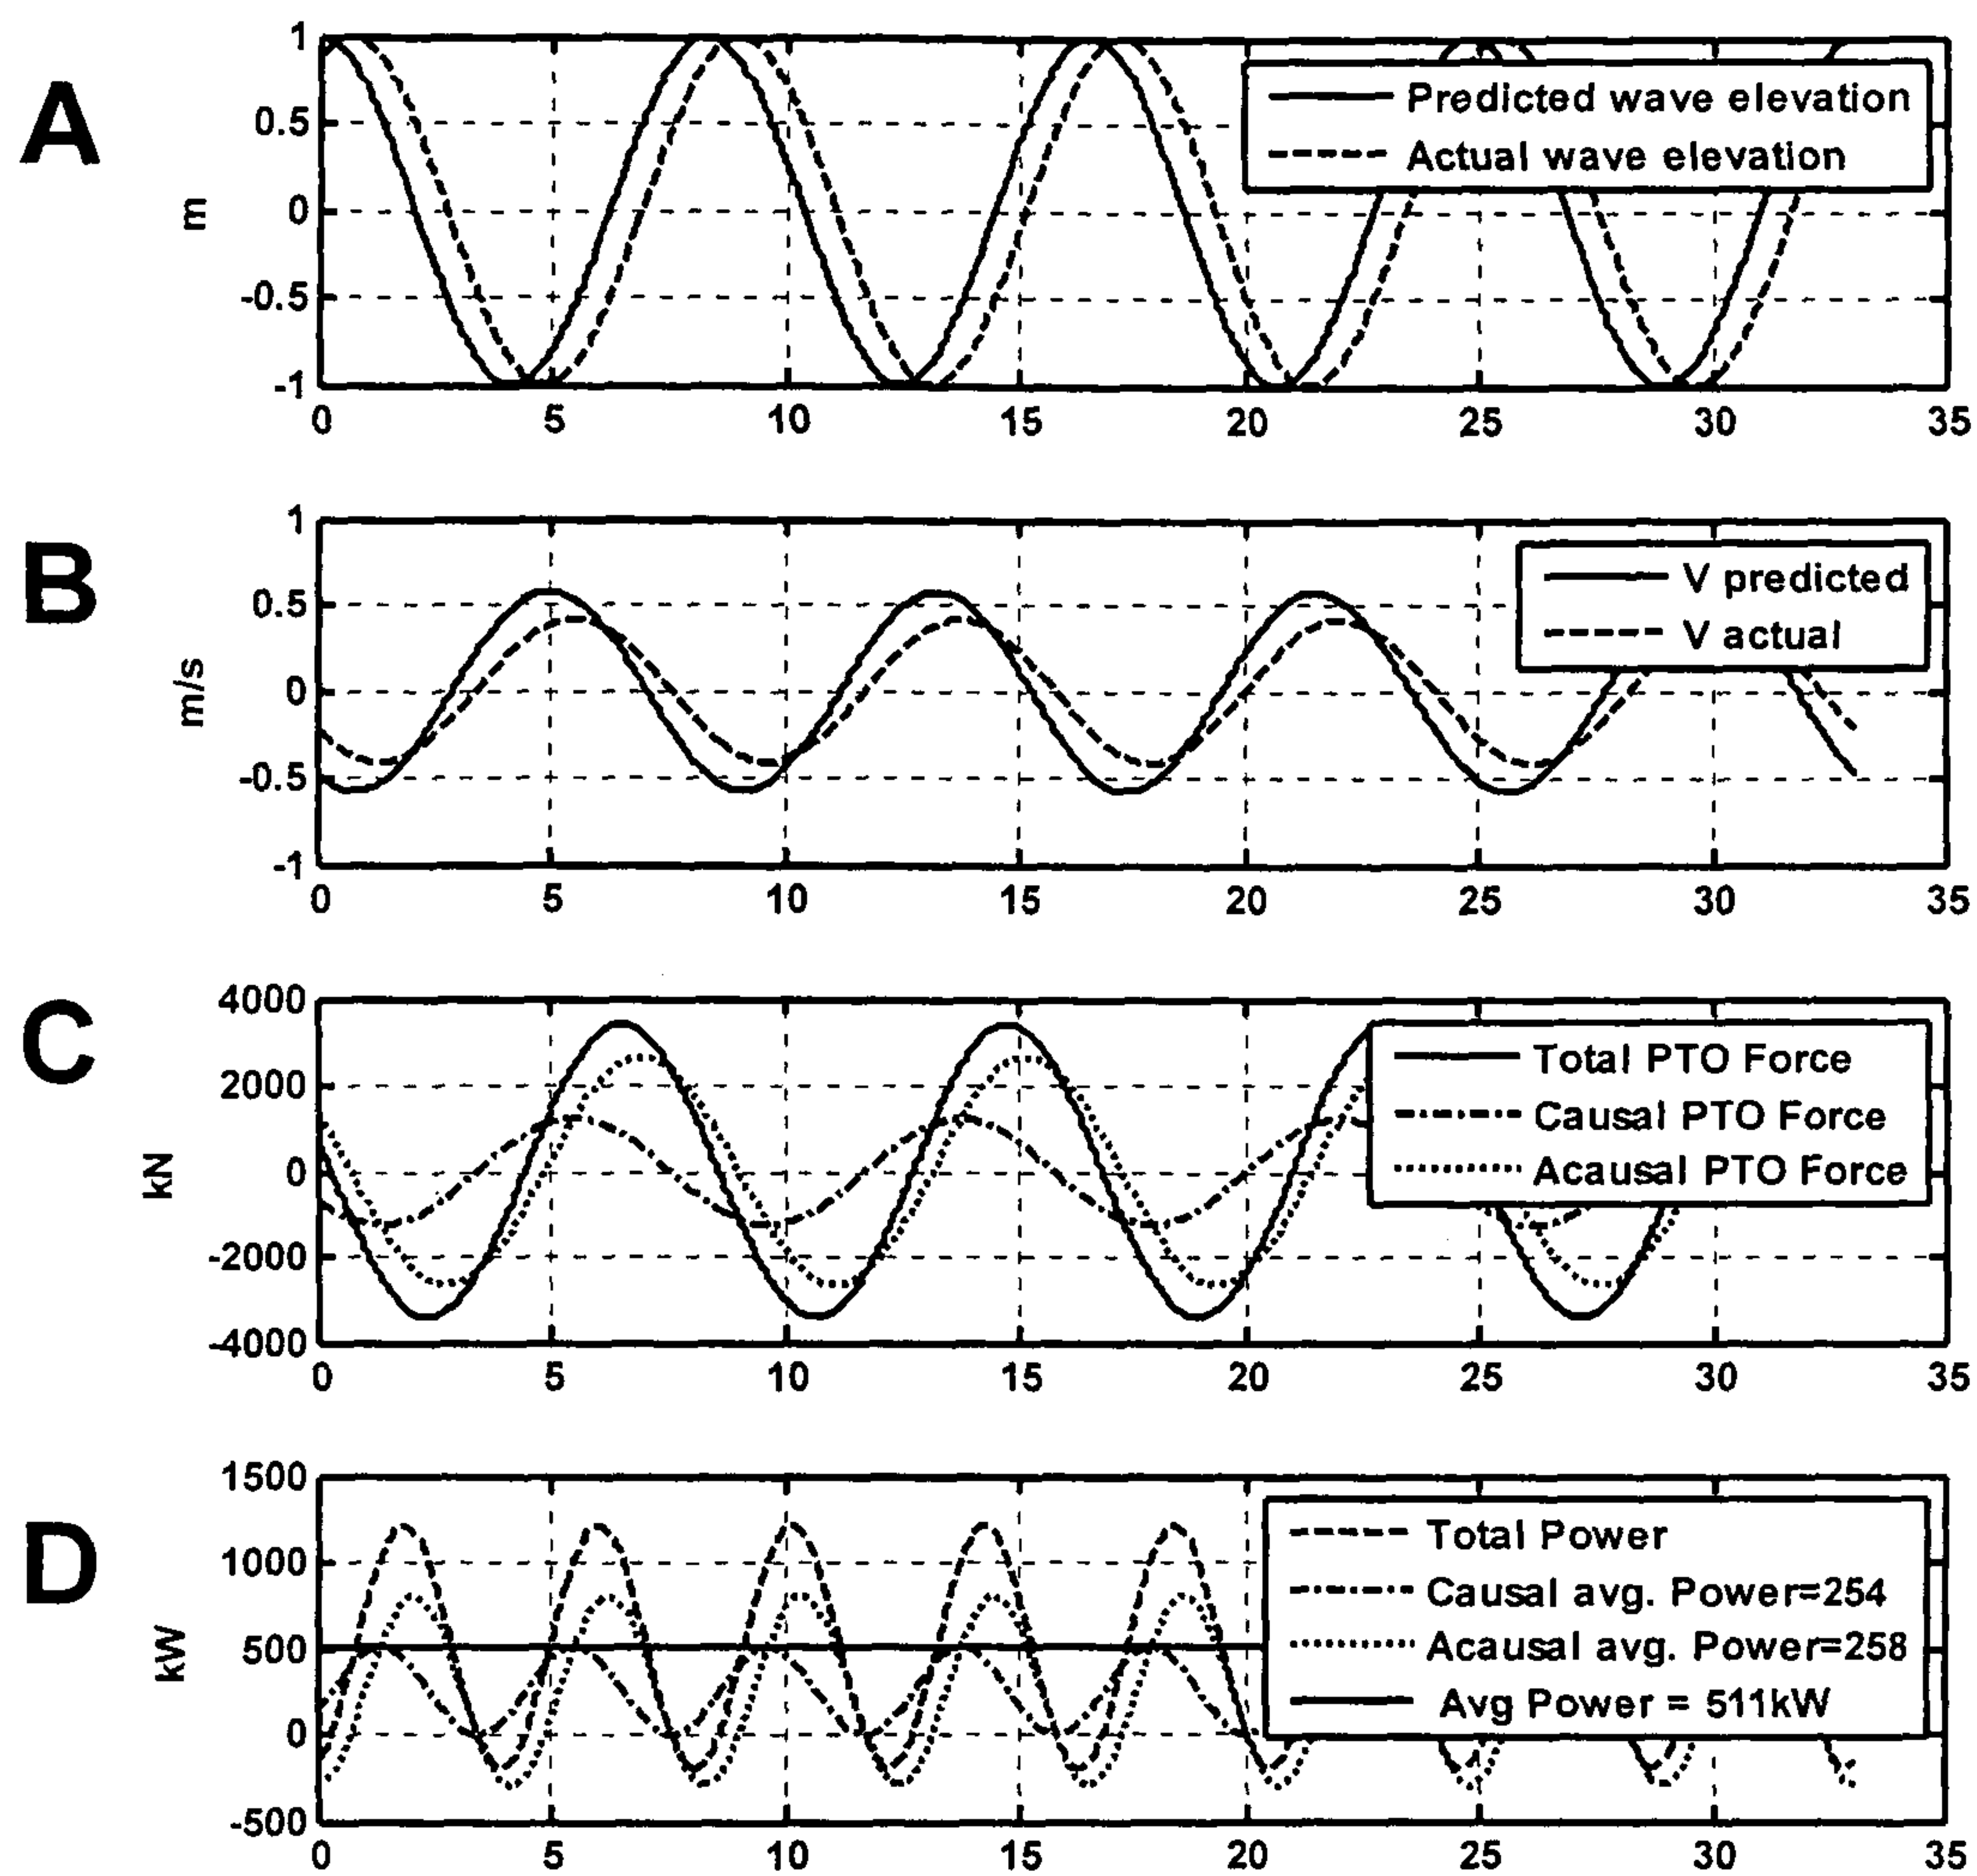 A
1
0.5
0
-0.5
-1
m
0 5 10 15 20 25 30 35
Predicted wave elevation
Actual wave elevation
B
1
0.5
0
-0.5
-1
m/s
0 5 10 15 20 25 30 35
V predicted
V actual
C
4000
2000
0
-2000
-4000
kN
0 5 10 15 20 25 30 35
Total PTO Force
Causal PTO Force
Acausal PTO Force
D
1500
1000
500
0
-500
kW
0 5 10 15 20 25 30 35
Total Power
Causal avg. Power=254
Acausal avg. Power=258
Avg Power = 511kW